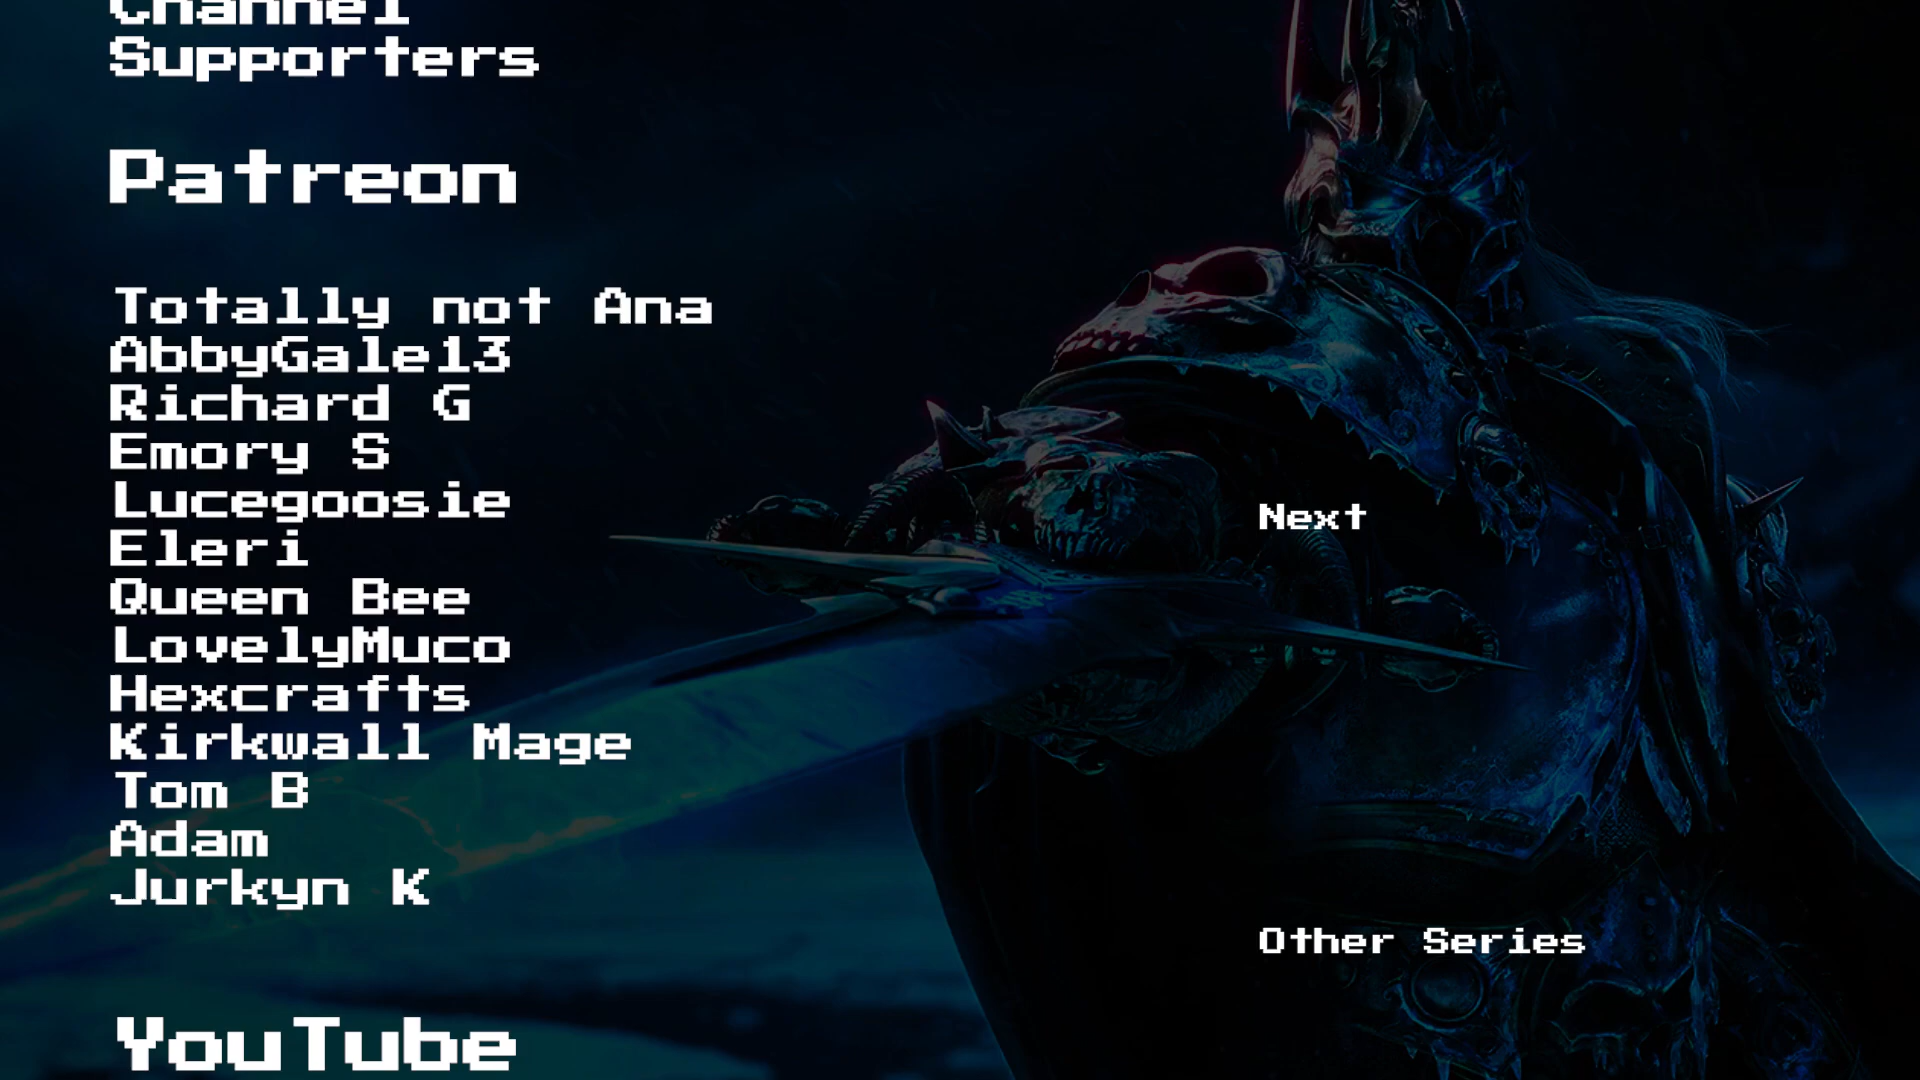 Channel
Supporters
Patreon
Totally not Ana
AbbyGale13
Richard G
Emory S
Lucegoosie
Eleri
Queen Bee
LovelyMuco
Hexcrafts
Kirkwall Mage
Tom B
Adam
Jurkyn K
YouTube
Next
Other Series